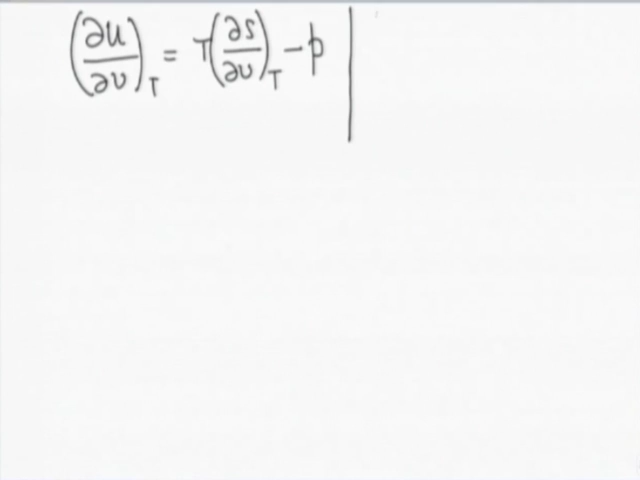 (∂u/∂v)_T = T(∂s/∂v)_T − p